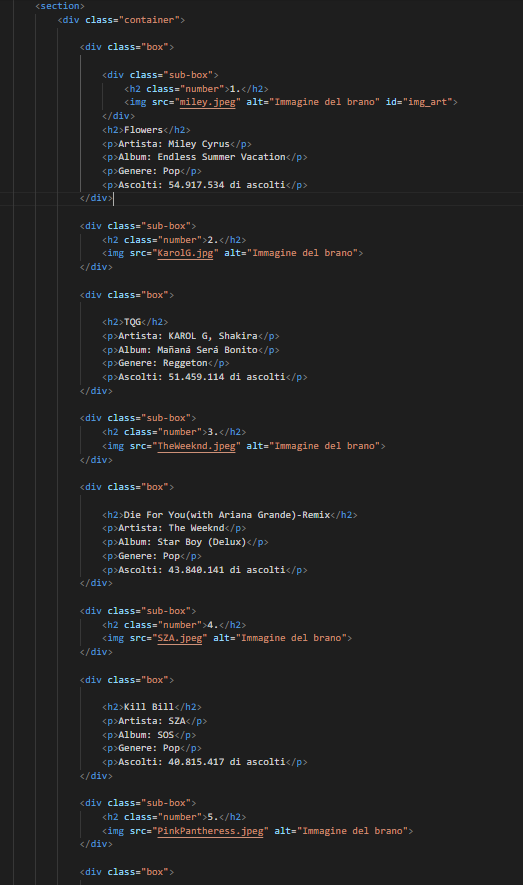 <section>
<div class="container">
<div class="box">
<div class="sub-box">
<h2 class="number">1.</h2>
<img src="miley.jpeg" alt="Immagine del brano" id="img_art">
</div>
<h2>Flowers</h2>
<p>Artista: Miley Cyrus</p>
<p>Album: Endless Summer Vacation</p>
<p>Genere: Pop</p>
<p>Ascolti: 54.917.534 di ascolti</p>
</div>
<div class="sub-box">
<h2 class="number">2.</h2>
<img src="KarolG.jpg" alt="Immagine del brano">
</div>
<div class="box">
<h2>TQG</h2>
<p>Artista: KAROL G, Shakira</p>
<p>Album: Mañaná Será Bonito</p>
<p>Genere: Reggeton</p>
<p>Ascolti: 51.459.114 di ascolti</p>
</div>
<div class="sub-box">
<h2 class="number">3.</h2>
<img src="TheWeeknd.jpeg" alt="Immagine del brano">
</div>
<div class="box">
<h2>Die For You(with Ariana Grande)-Remix</h2>
<p>Artista: The Weeknd</p>
<p>Album: Star Boy (Delux)</p>
<p>Genere: Pop</p>
<p>Ascolti: 43.840.141 di ascolti</p>
</div>
<div class="sub-box">
<h2 class="number">4.</h2>
<img src="SZA.jpeg" alt="Immagine del brano">
</div>
<div class="box">
<h2>Kill Bill</h2>
<p>Artista: SZA</p>
<p>Album: SOS</p>
<p>Genere: Pop</p>
<p>Ascolti: 40.815.417 di ascolti</p>
</div>
<div class="sub-box">
<h2 class="number">5.</h2>
<img src="PinkPantheress.jpeg" alt="Immagine del brano">
</div>
<div class="box">